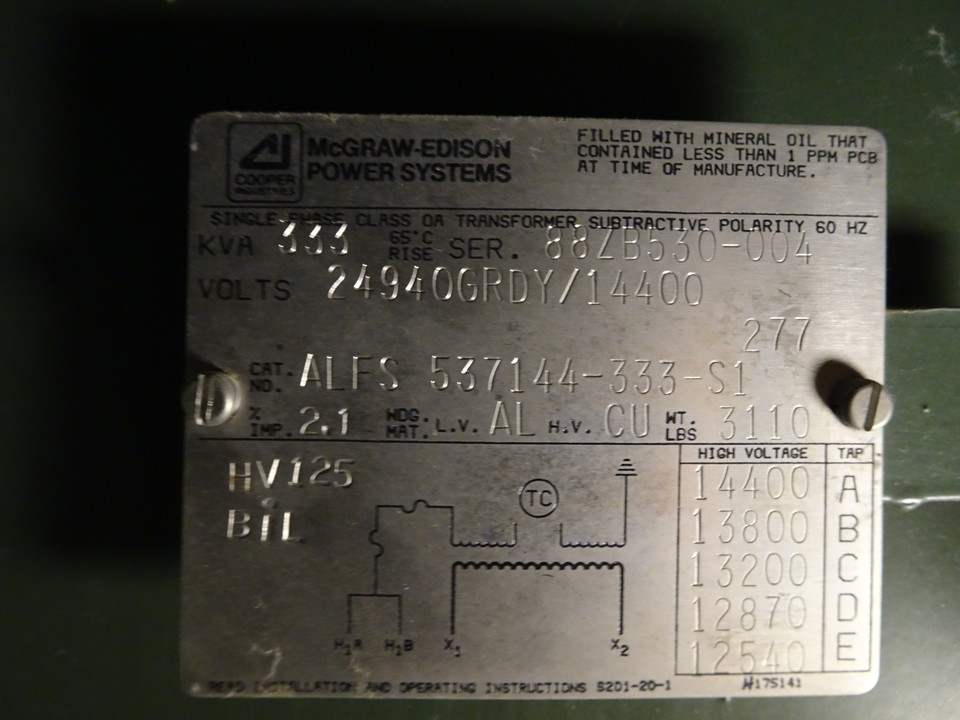 COOPER
INDUSTRIES
McGRAW-EDISON
POWER SYSTEMS
FILLED WITH MINERAL OIL THAT
CONTAINED LESS THAN 1 PPM PCB
AT TIME OF MANUFACTURE.
SINGLE-PHASE CLASS OA TRANSFORMER SUBTRACTIVE POLARITY 60 HZ
KVA 333 65°C RISE SER. 88ZB530-004
VOLTS 24940GRDY/14400
277
CAT. NO. ALFS 537144-333-S1
% IMP. 2.1 WDG. MAT. L.V. AL H.V. CU WT. LBS 3110
HV125
BIL
TC
H1A H1B X1 X2
HIGH VOLTAGE TAP
14400 A
13800 B
13200 C
12870 D
12540 E
READ INSTALLATION AND OPERATING INSTRUCTIONS S201-20-1 N175141